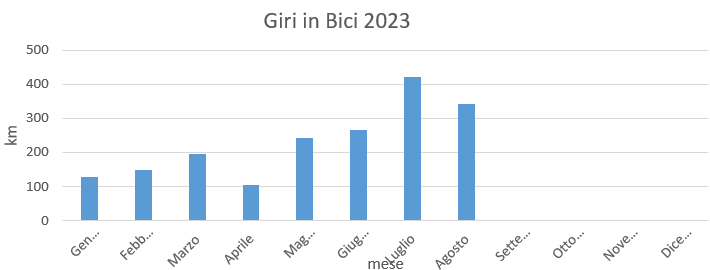 Giri in Bici 2023
500
400
300
200
100
0
km
Gen...
Febb...
Marzo
Aprile
Mag...
Giug...
Luglio
Agosto
Sette...
Otto...
Nove...
Dice...
mese